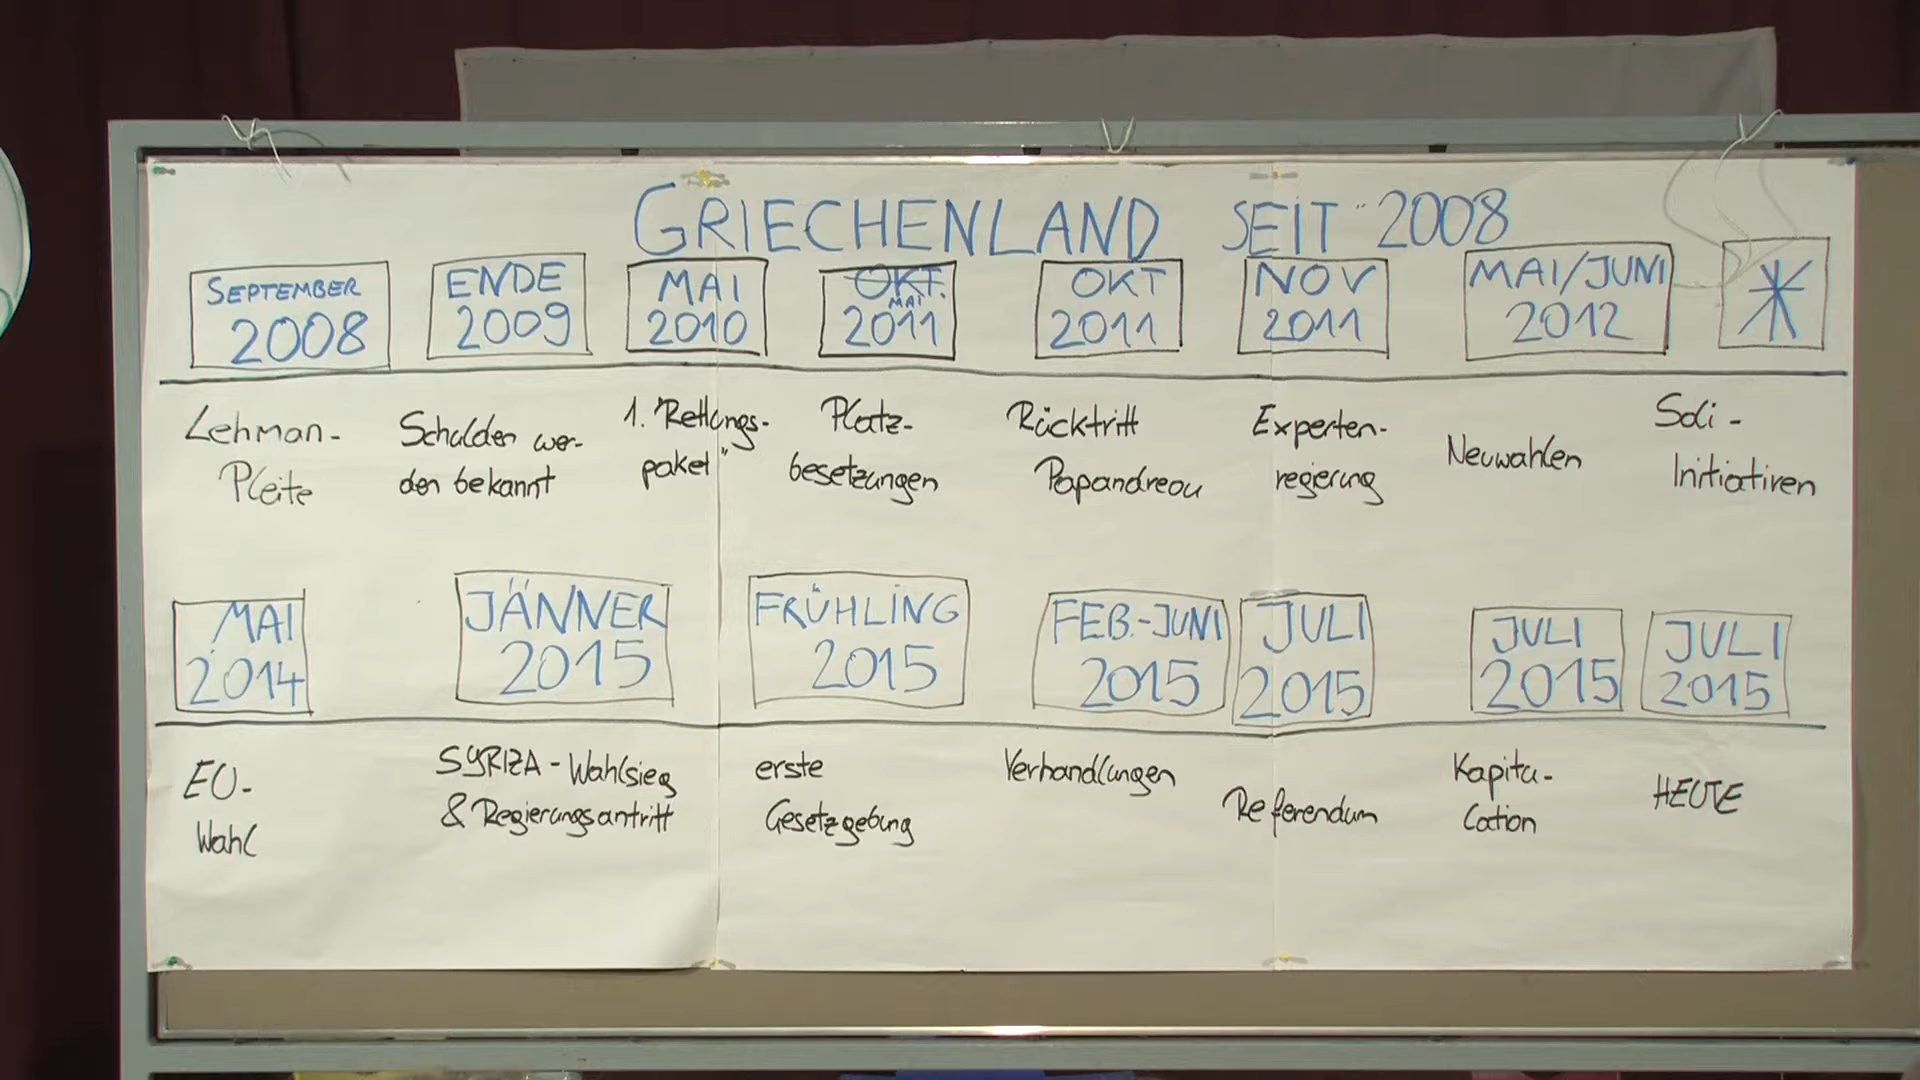 GRIECHENLAND SEIT 2008
SEPTEMBER
2008
ENDE
2009
MAI
2010
OKT.
MAI
2011
OKT
2011
NOV
2011
MAI/JUNI
2012
*
Lehman-
Pleite
Schulden wer-
den bekannt
1. "Rettungs-
paket"
Platz-
besetzungen
Rücktritt
Papandreou
Experten-
regierung
Neuwahlen
Soli-
Initiativen
MAI
2014
JÄNNER
2015
FRÜHLING
2015
FEB.-JUNI
2015
JULI
2015
JULI
2015
JULI
2015
EU-
Wahl
SYRIZA-Wahlsieg
& Regierungsantritt
erste
Gesetzgebung
Verhandlungen
Referendum
Kapitu-
lation
HEUTE